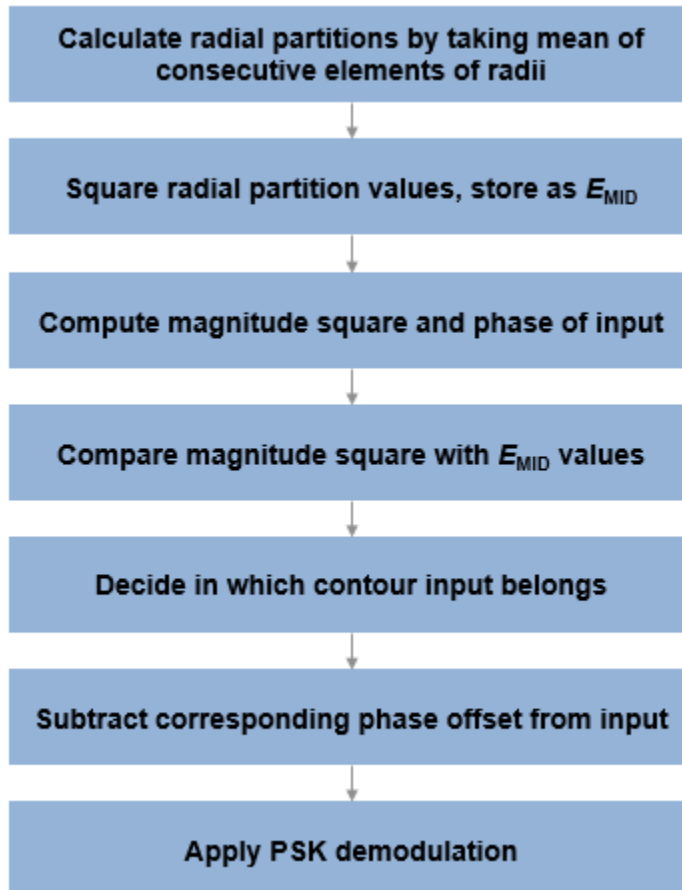 Calculate radial partitions by taking mean of
consecutive elements of radii
Square radial partition values, store as EMID
Compute magnitude square and phase of input
Compare magnitude square with EMID values
Decide in which contour input belongs
Subtract corresponding phase offset from input
Apply PSK demodulation